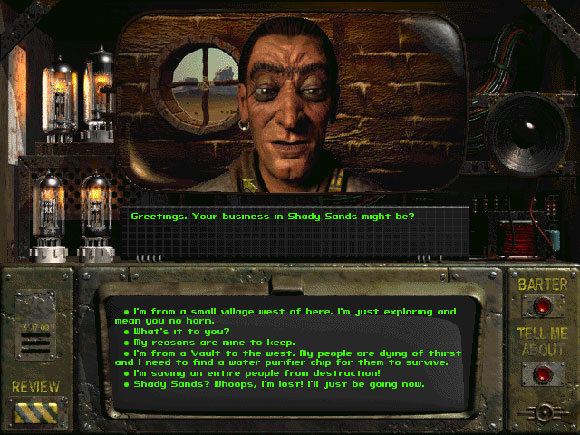 Greetings. Your business in Shady Sands might be?
• I'm from a small village west of here. I'm just exploring and
mean you no harm.
• What's it to you?
• My reasons are mine to keep.
• I'm from a Vault to the west. My people are dying of thirst
and I need to find a water purifier chip for them to survive.
• I'm saving an entire people from destruction!
• Shady Sands? Whoops, I'm lost! I'll just be going now.
BARTER
TELL ME
ABOUT
REVIEW